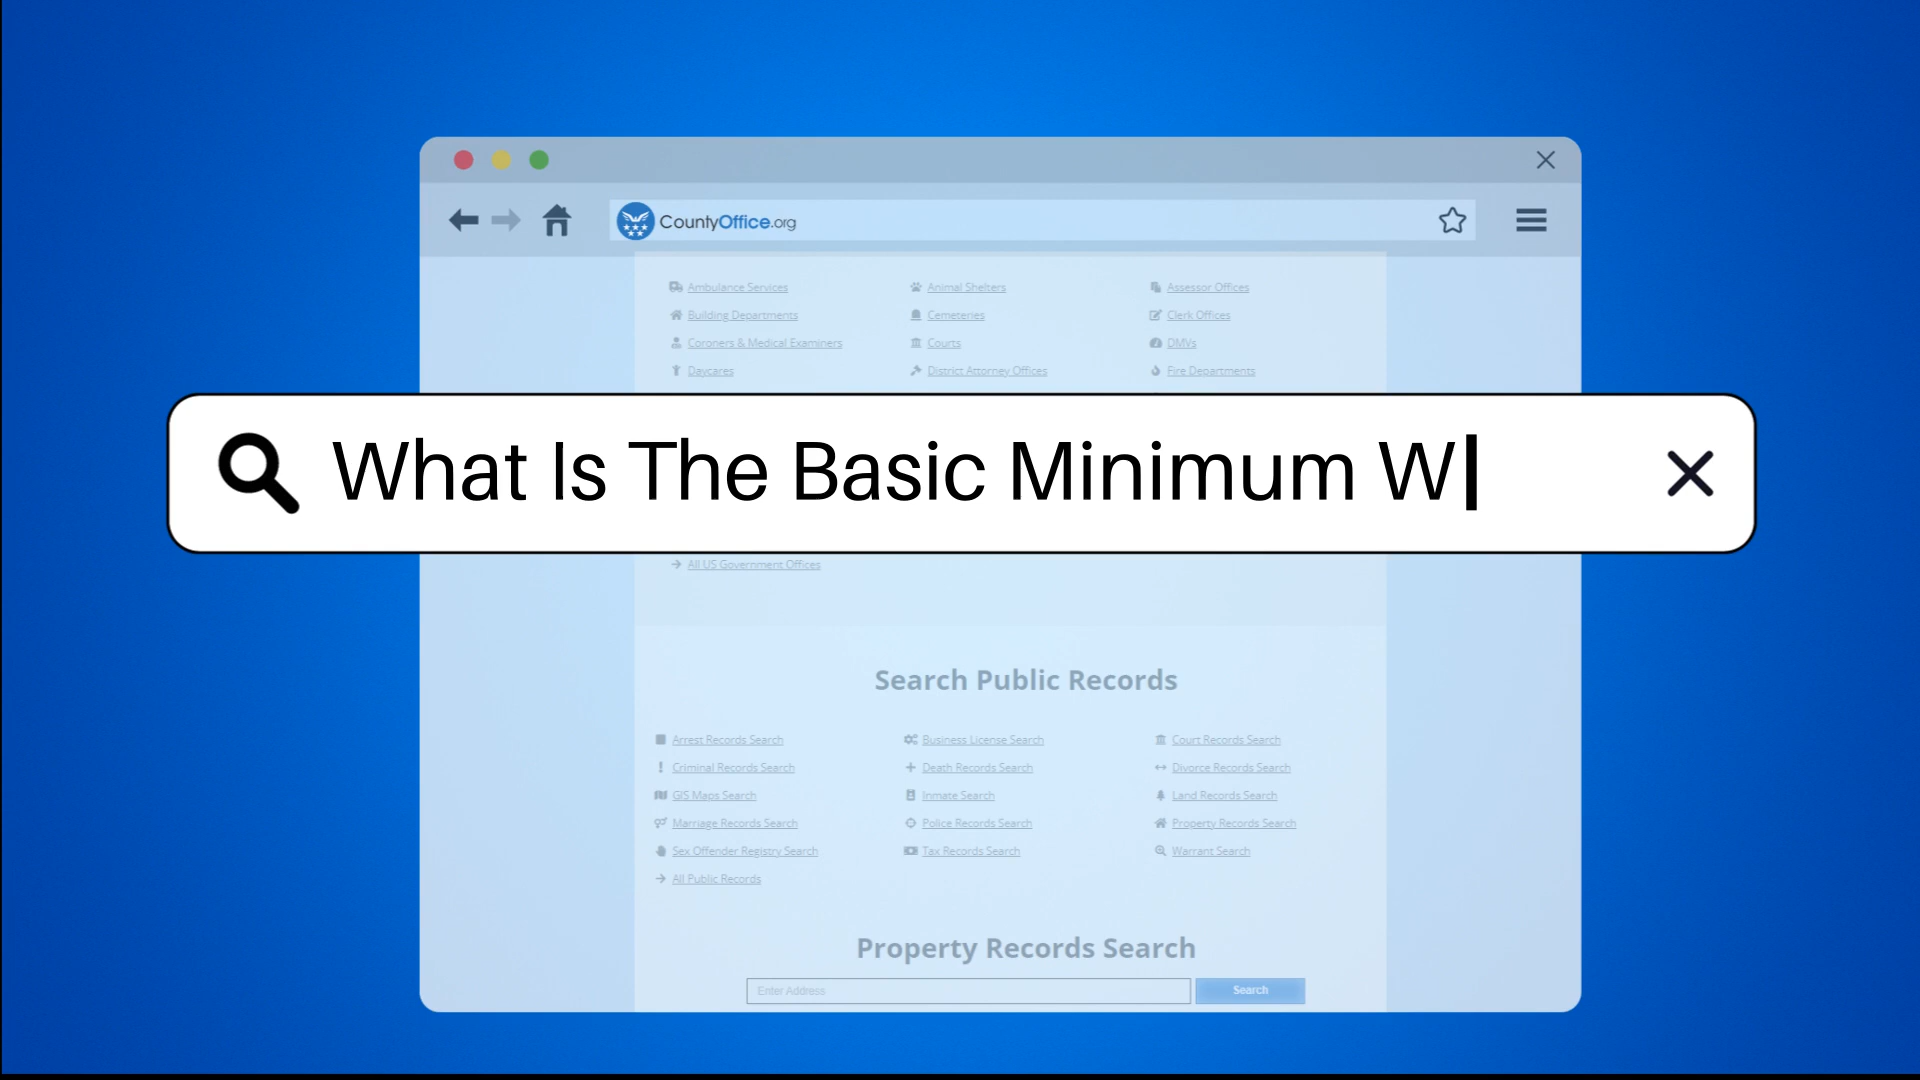 CountyOffice.org
Ambulance Services Animal Shelters Assessor Offices
Building Departments Cemeteries Clerk Offices
Coroners & Medical Examiners Courts DMVs
Daycares District Attorney Offices Fire Departments
What Is The Basic Minimum W
All US Government Offices
Search Public Records
Arrest Records Search Business License Search Court Records Search
Criminal Records Search Death Records Search Divorce Records Search
GIS Maps Search Inmate Search Land Records Search
Marriage Records Search Police Records Search Property Records Search
Sex Offender Registry Search Tax Records Search Warrant Search
All Public Records
Property Records Search
Enter Address Search